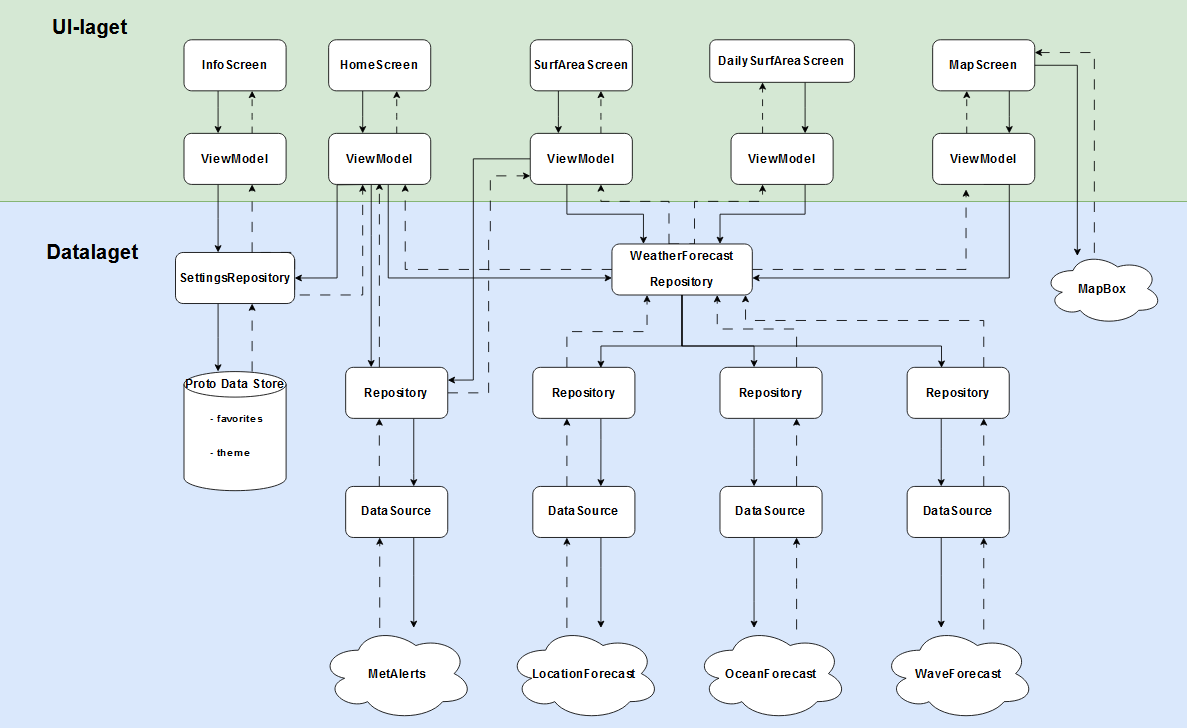 UI-laget
InfoScreen
HomeScreen
SurfAreaScreen
DailySurfAreaScreen
MapScreen
ViewModel
ViewModel
ViewModel
ViewModel
ViewModel
Datalaget
SettingsRepository
WeatherForecast
Repository
MapBox
Proto Data Store
- favorites
- theme
Repository
Repository
Repository
Repository
DataSource
DataSource
DataSource
DataSource
MetAlerts
LocationForecast
OceanForecast
WaveForecast